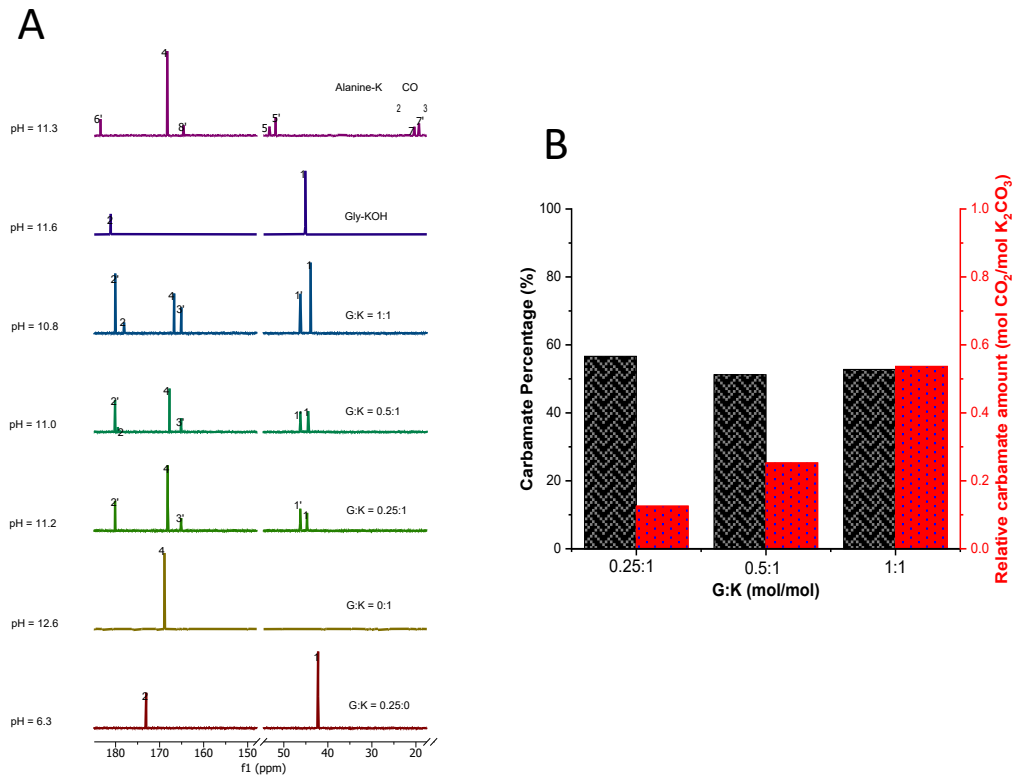 A
4
Alanine-K CO
2 3
6'
8'
5 5'
7 7'
pH = 11.3
1
2
Gly-KOH
pH = 11.6
1
2'
4
1'
3'
2
G:K = 1:1
pH = 10.8
4
2'
1' 1
3'
'2
G:K = 0.5:1
pH = 11.0
4
2'
1'
1
3'
G:K = 0.25:1
pH = 11.2
4
G:K = 0:1
pH = 12.6
1
2
G:K = 0.25:0
pH = 6.3
180 170 160 150 50 40 30 20
f1 (ppm)
B
100 1.0
80 0.8
60 0.6
40 0.4
20 0.2
0 0.0
Carbamate Percentage (%)
Relative carbamate amount (mol CO2/mol K2CO3)
0.25:1 0.5:1 1:1
G:K (mol/mol)